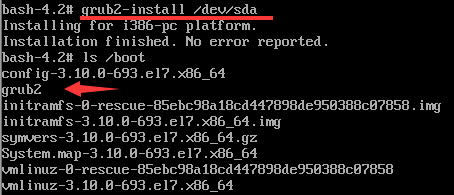 bash-4.2# grub2-install /dev/sda
Installing for i386-pc platform.
Installation finished. No error reported.
bash-4.2# ls /boot
config-3.10.0-693.el7.x86_64
grub2
initramfs-0-rescue-85ebc98a18cd447898de950388c07858.img
initramfs-3.10.0-693.el7.x86_64.img
symvers-3.10.0-693.el7.x86_64.gz
System.map-3.10.0-693.el7.x86_64
vmlinuz-0-rescue-85ebc98a18cd447898de950388c07858
vmlinuz-3.10.0-693.el7.x86_64